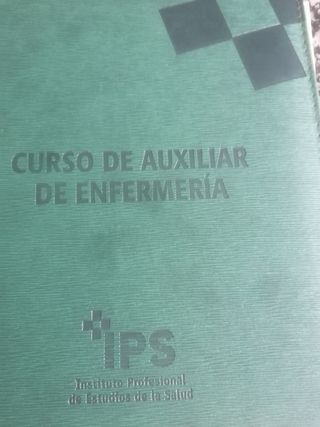 CURSO DE AUXILIAR
DE ENFERMERÍA
IPS
Instituto Profesional
de Estudios de la Salud